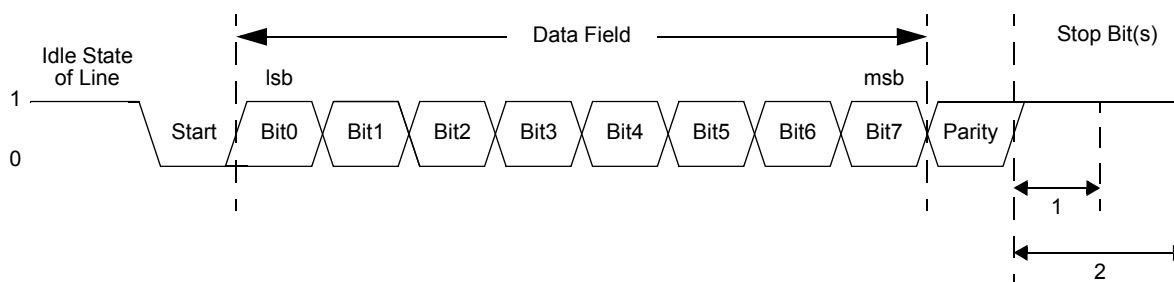 Data Field
Stop Bit(s)
Idle State
of Line
lsb
msb
1
Start
Bit0
Bit1
Bit2
Bit3
Bit4
Bit5
Bit6
Bit7
Parity
0
1
2